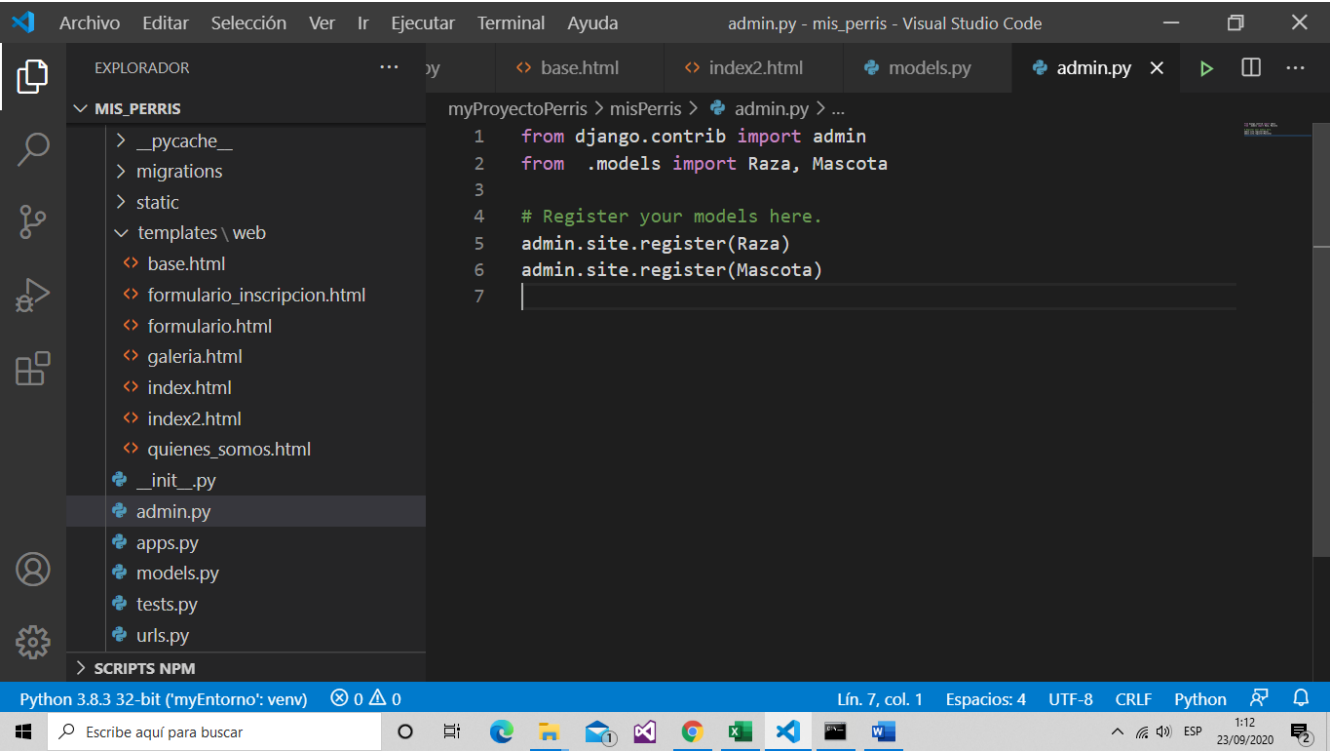 Archivo Editar Selección Ver Ir Ejecutar Terminal Ayuda admin.py - mis_perris - Visual Studio Code
EXPLORADOR
MIS_PERRIS
__pycache__
migrations
static
templates \ web
base.html
formulario_inscripcion.html
formulario.html
galeria.html
index.html
index2.html
quienes_somos.html
__init__.py
admin.py
apps.py
models.py
tests.py
urls.py
SCRIPTS NPM
py base.html index2.html models.py admin.py
myProyectoPerris > misPerris > admin.py > ...
1 from django.contrib import admin
2 from  .models import Raza, Mascota
3
4 # Register your models here.
5 admin.site.register(Raza)
6 admin.site.register(Mascota)
7
Python 3.8.3 32-bit ('myEntorno': venv) 0 0 Lín. 7, col. 1 Espacios: 4 UTF-8 CRLF Python
Escribe aquí para buscar 1 ESP 1:12
23/09/2020 2